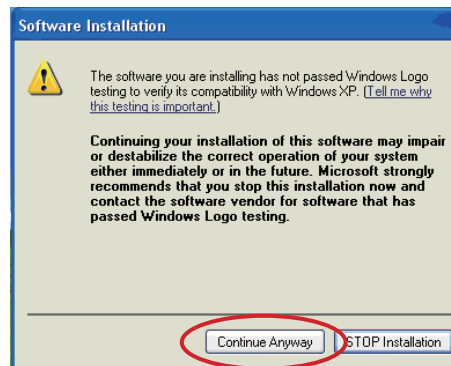 Software Installation
The software you are installing has not passed Windows Logo
testing to verify its compatibility with Windows XP. (Tell me why
this testing is important.)
Continuing your installation of this software may impair
or destabilize the correct operation of your system
either immediately or in the future. Microsoft strongly
recommends that you stop this installation now and
contact the software vendor for software that has
passed Windows Logo testing.
Continue Anyway STOP Installation